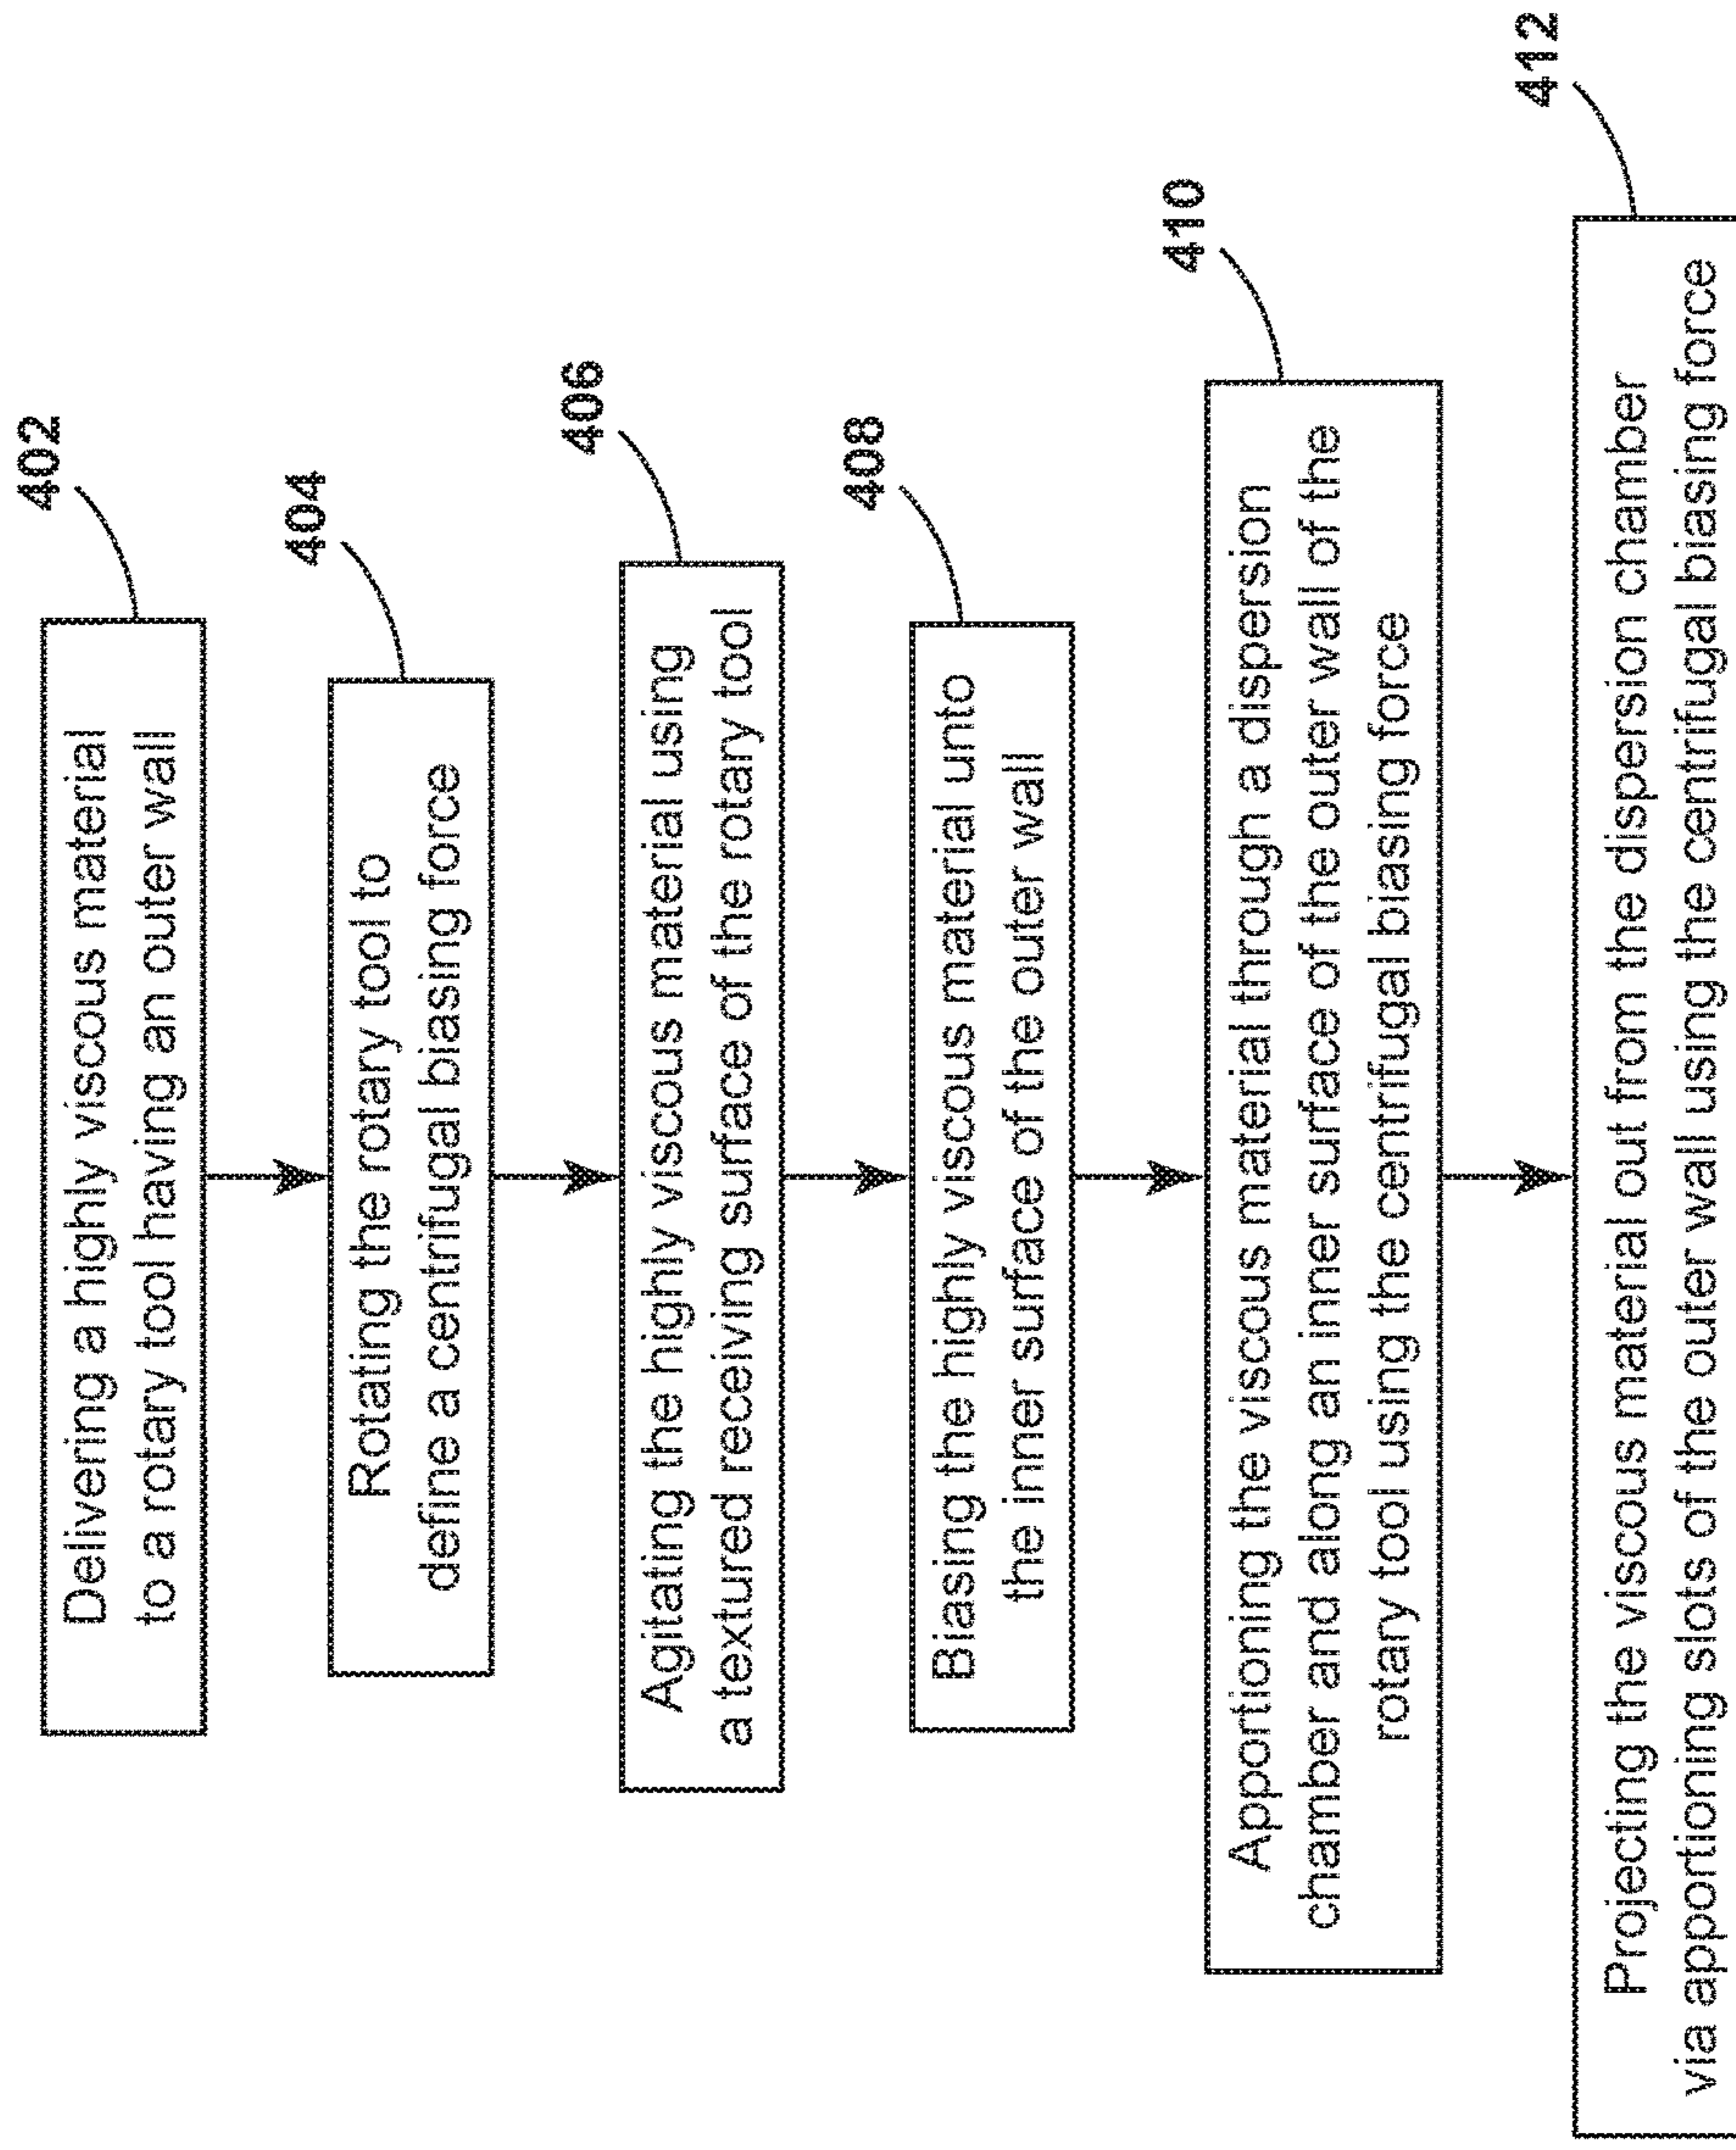 402
Delivering a highly viscous material
to a rotary tool having an outer wall
404
Rotating the rotary tool to
define a centrifugal biasing force
406
Agitating the highly viscous material using
a textured receiving surface of the rotary tool
408
Biasing the highly viscous material unto
the inner surface of the outer wall
410
Apportioning the viscous material through a dispersion
chamber and along an inner surface of the outer wall of the
rotary tool using the centrifugal biasing force
412
Projecting the viscous material out from the dispersion chamber
via apportioning slots of the outer wall using the centrifugal biasing force